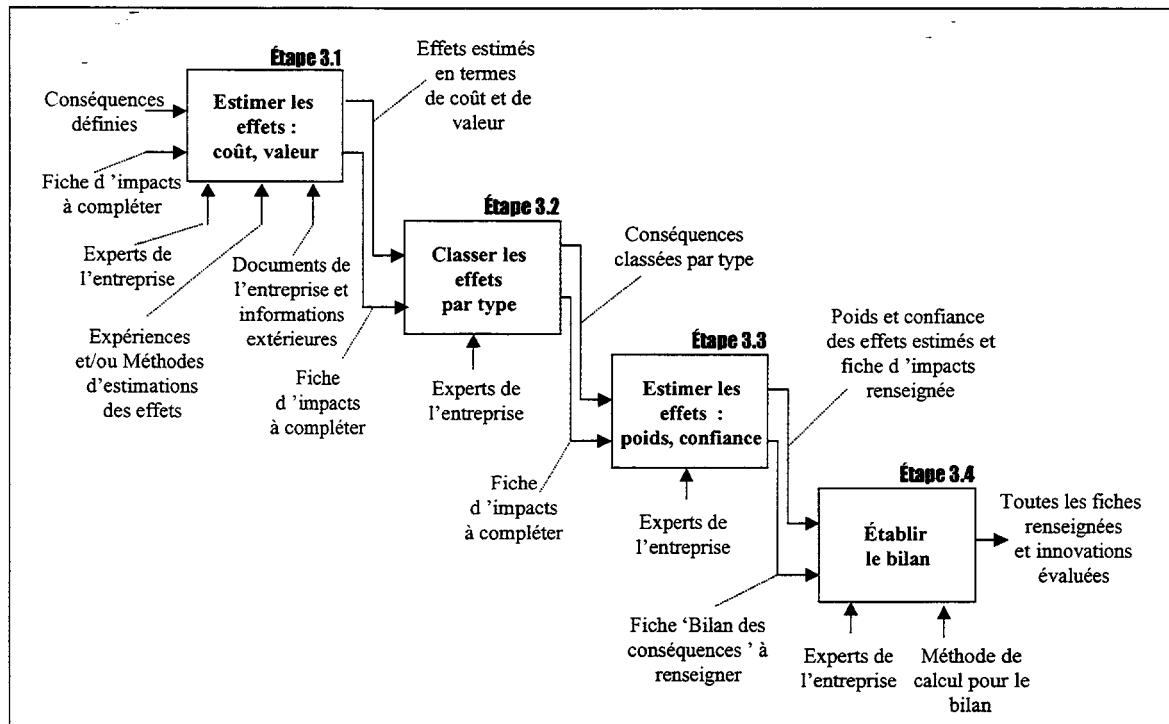 Étape 3.1
Estimer les
effets :
coût, valeur
Conséquences
définies
Fiche d ’impacts
à compléter
Experts de
l’entreprise
Expériences
et/ou Méthodes
d’estimations
des effets
Documents de
l’entreprise et
informations
extérieures
Effets estimés
en termes
de coût et de
valeur
Fiche
d ’impacts
à compléter
Étape 3.2
Classer les
effets
par type
Experts de
l’entreprise
Conséquences
classées par type
Fiche
d ’impacts
à compléter
Étape 3.3
Estimer les
effets :
poids, confiance
Experts de
l’entreprise
Poids et confiance
des effets estimés et
fiche d ’impacts
renseignée
Fiche ‘Bilan des
conséquences ’ à
renseigner
Étape 3.4
Établir
le bilan
Experts de
l’entreprise
Méthode de
calcul pour le
bilan
Toutes les fiches
renseignées
et innovations
évaluées